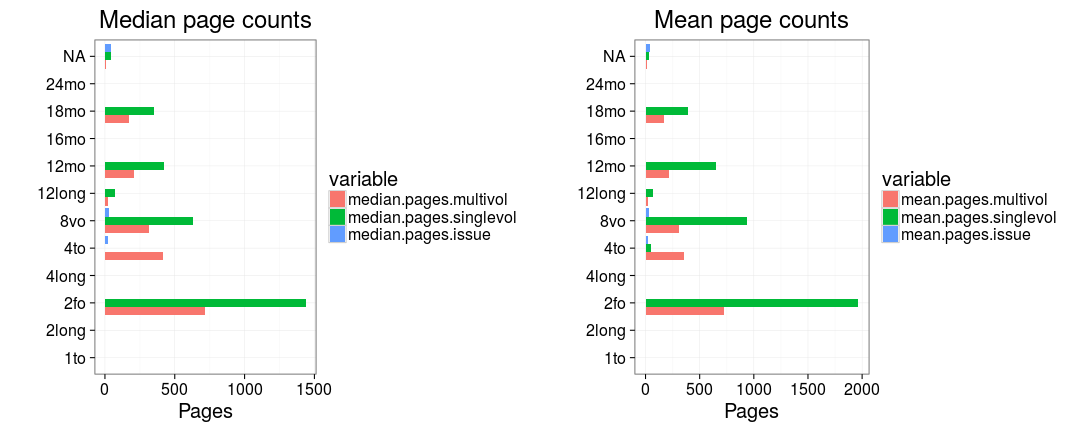 Median page counts
NA
24mo
18mo
16mo
12mo
12long
8vo
4to
4long
2fo
2long
1to
0 500 1000 1500
Pages
variable
median.pages.multivol
median.pages.singlevol
median.pages.issue
Mean page counts
NA
24mo
18mo
16mo
12mo
12long
8vo
4to
4long
2fo
2long
1to
0 500 1000 1500 2000
Pages
variable
mean.pages.multivol
mean.pages.singlevol
mean.pages.issue